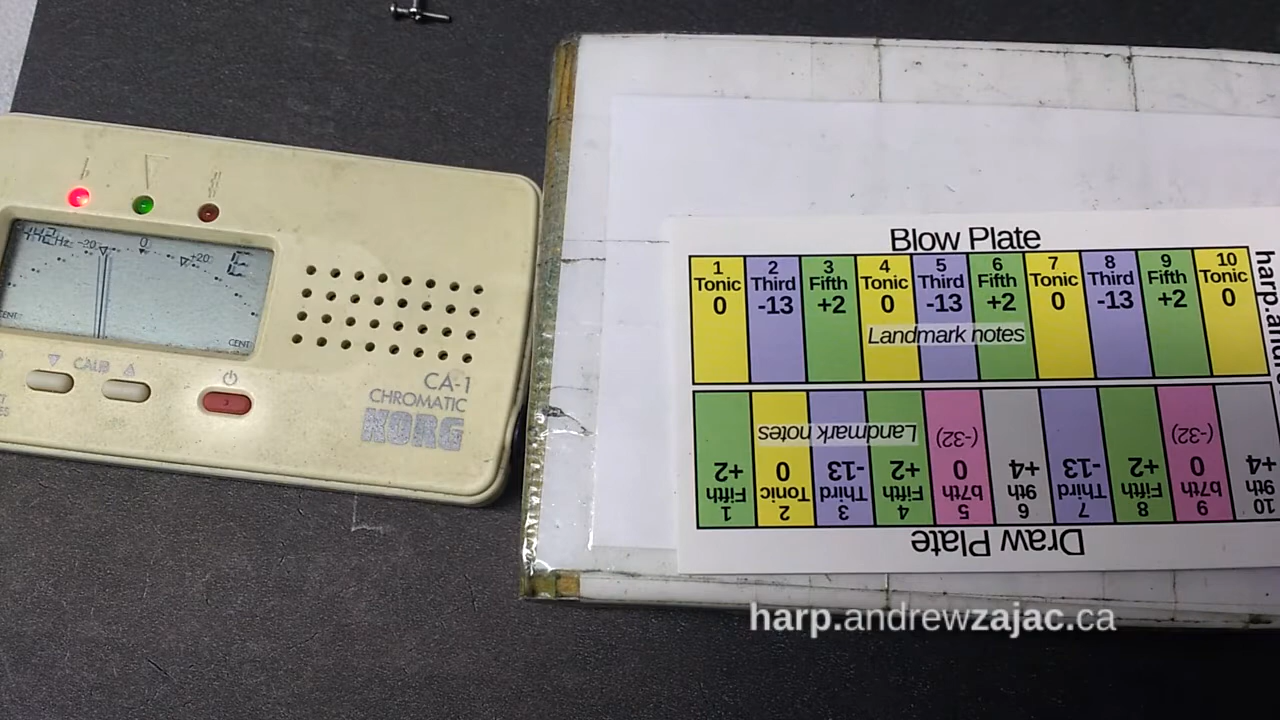 442Hz -20 0 +20 E
CENT
CENT
CALIB
CA-1
CHROMATIC
KORG
Blow Plate
1 2 3 4 5 6 7 8 9 10
Tonic Third Fifth Tonic Third Fifth Tonic Third Fifth Tonic
0 -13 +2 0 -13 +2 0 -13 +2 0
Landmark notes
Landmark notes
(-32) (-32)
+2 0 -13 +2 0 +4 -13 +2 0 +4
Fifth Tonic Third Fifth b7th 9th Third Fifth b7th 9th
1 2 3 4 5 6 7 8 9 10
Draw Plate
harp.andrewzajac.ca